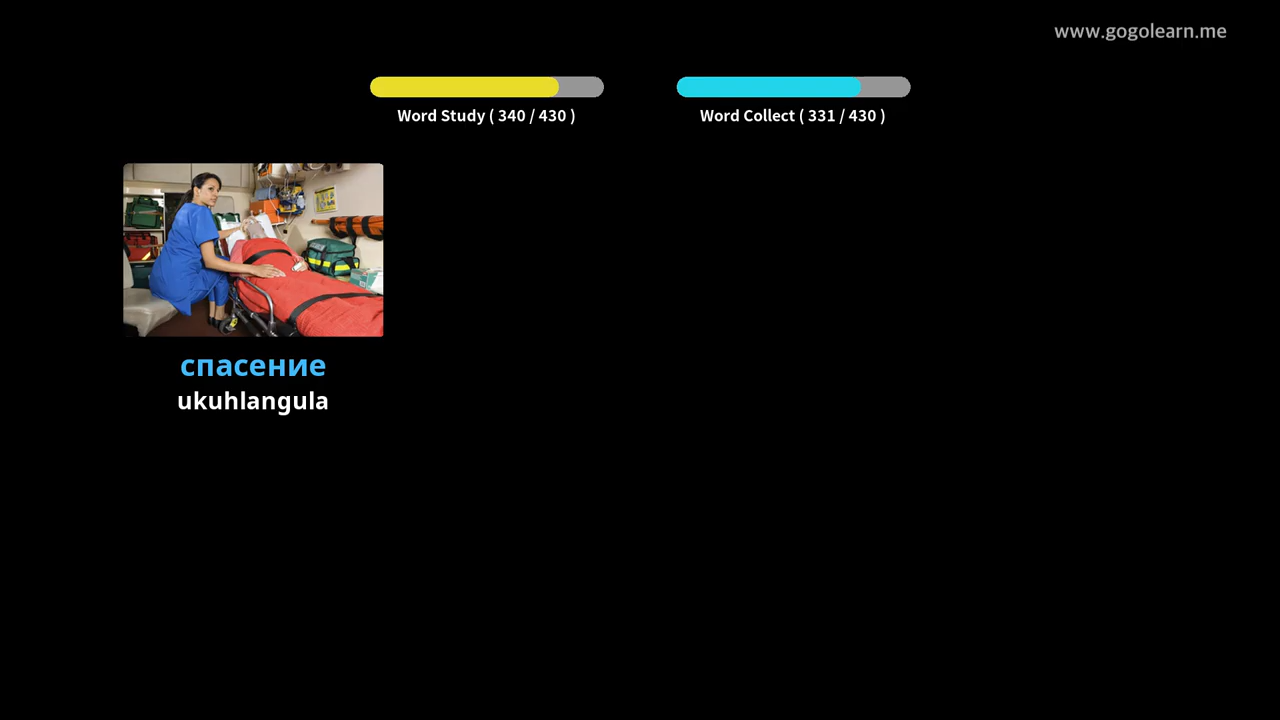 www.gogolearn.me
Word Study ( 340 / 430 )
Word Collect ( 331 / 430 )
спасение
ukuhlangula